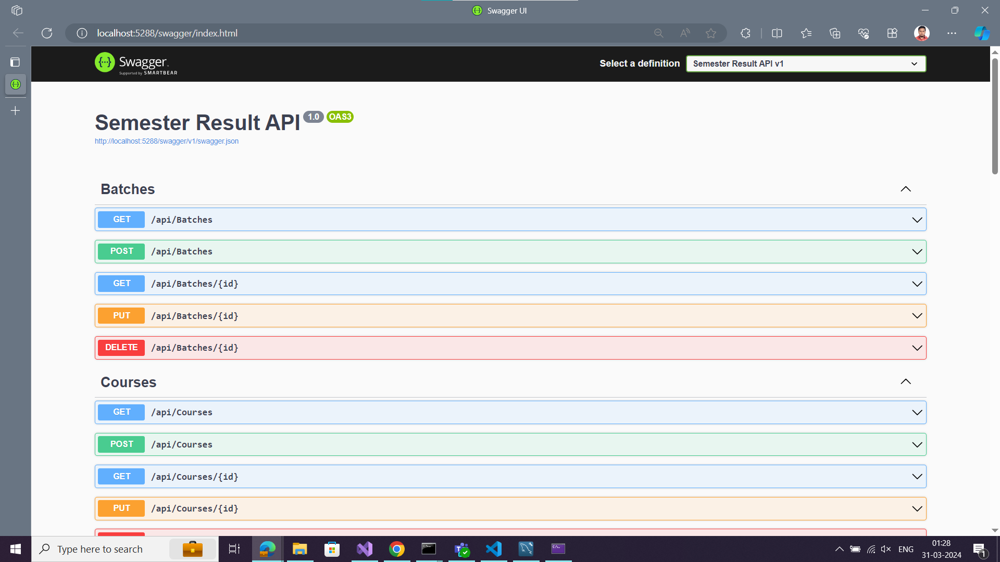 Swagger UI
localhost:5288/swagger/index.html
Swagger
Supported by SMARTBEAR
Select a definition
Semester Result API v1
Semester Result API 1.0 OAS3
http://localhost:5288/swagger/v1/swagger.json
Batches
GET /api/Batches
POST /api/Batches
GET /api/Batches/{id}
PUT /api/Batches/{id}
DELETE /api/Batches/{id}
Courses
GET /api/Courses
POST /api/Courses
GET /api/Courses/{id}
PUT /api/Courses/{id}
Type here to search
ENG
01:28
31-03-2024
1